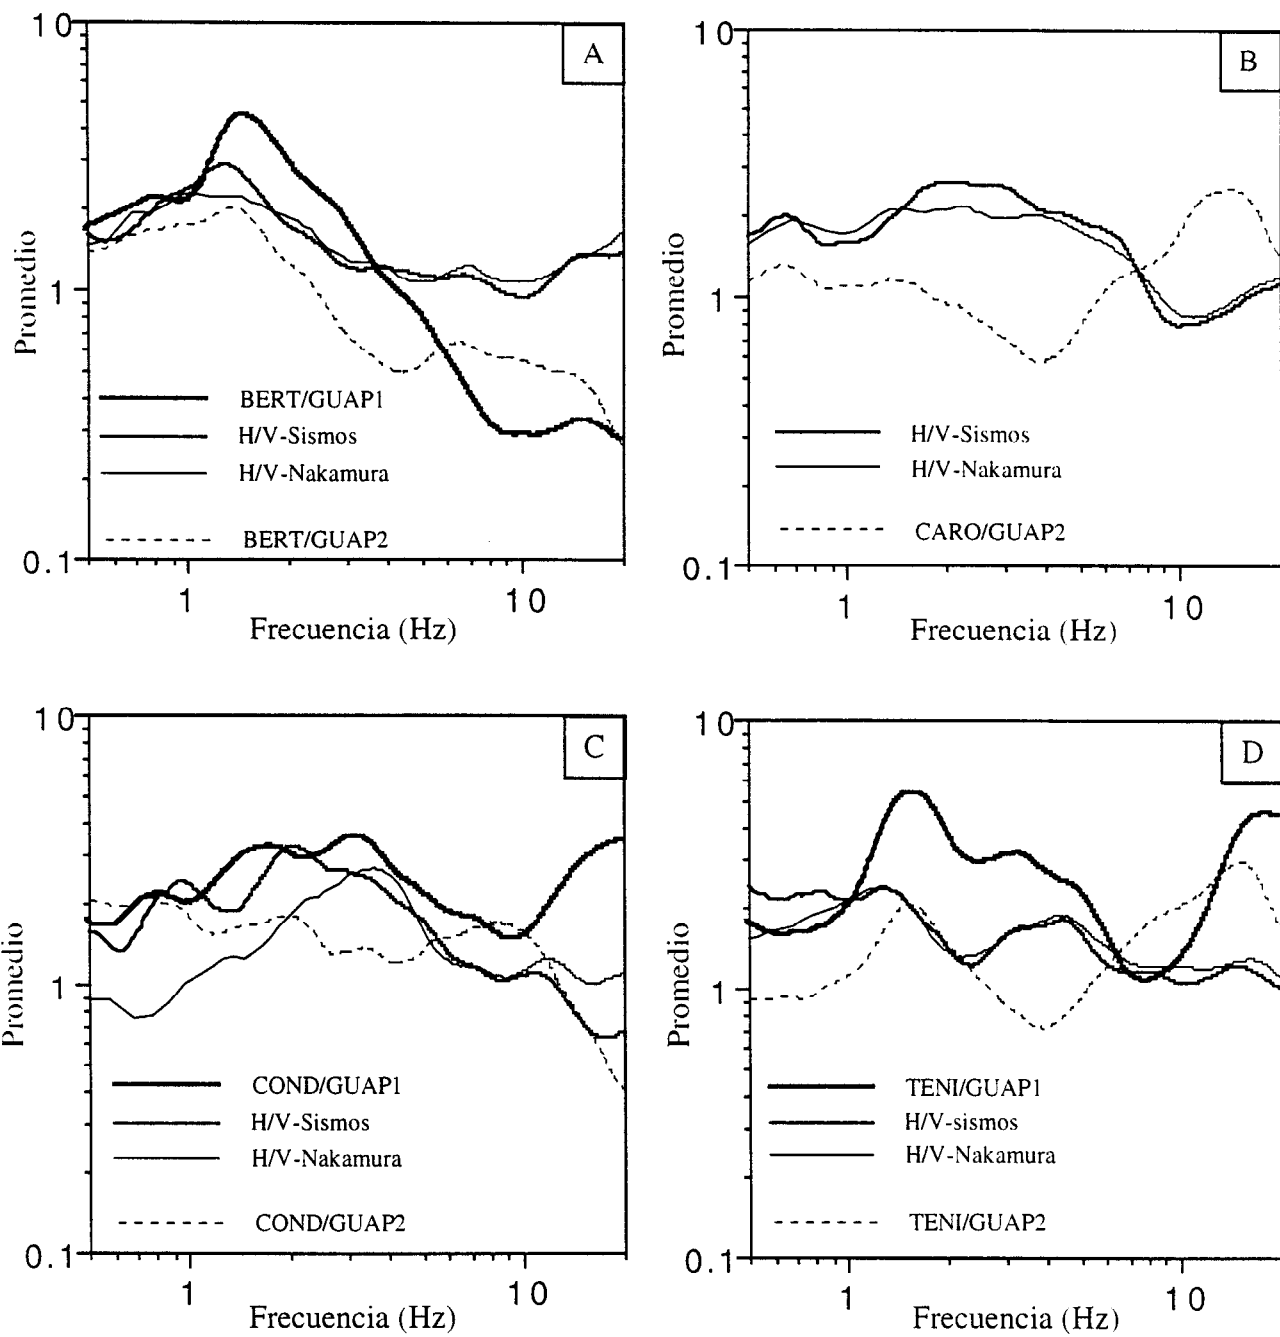 10
A
Promedio
1
BERT/GUAP1
H/V-Sismos
H/V-Nakamura
BERT/GUAP2
0.1
1
10
Frecuencia (Hz)
10
B
Promedio
1
H/V-Sismos
H/V-Nakamura
CARO/GUAP2
0.1
1
10
Frecuencia (Hz)
10
C
Promedio
1
COND/GUAP1
H/V-Sismos
H/V-Nakamura
COND/GUAP2
0.1
1
10
Frecuencia (Hz)
10
D
Promedio
1
TENI/GUAP1
H/V-sismos
H/V-Nakamura
TENI/GUAP2
0.1
1
10
Frecuencia (Hz)